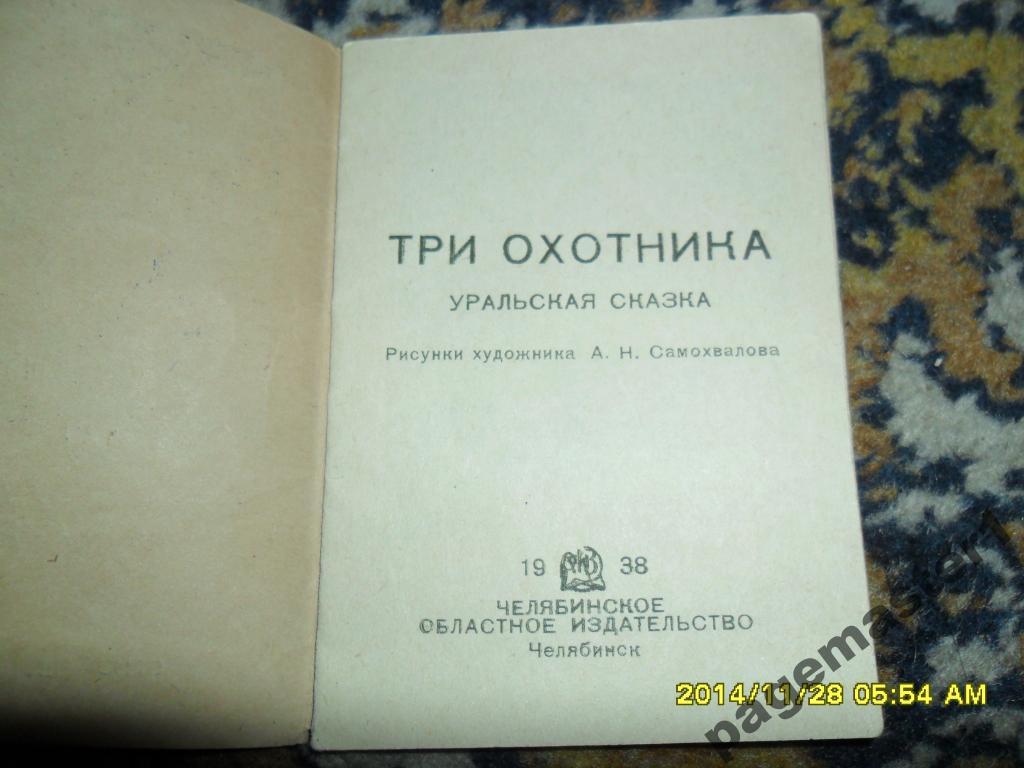 ТРИ ОХОТНИКА
УРАЛЬСКАЯ СКАЗКА
Рисунки художника А. Н. Самохвалова
19 38
ЧЕЛЯБИНСКОЕ
ОБЛАСТНОЕ ИЗДАТЕЛЬСТВО
Челябинск
2014/11/28 05:54 AM
pagemaster1